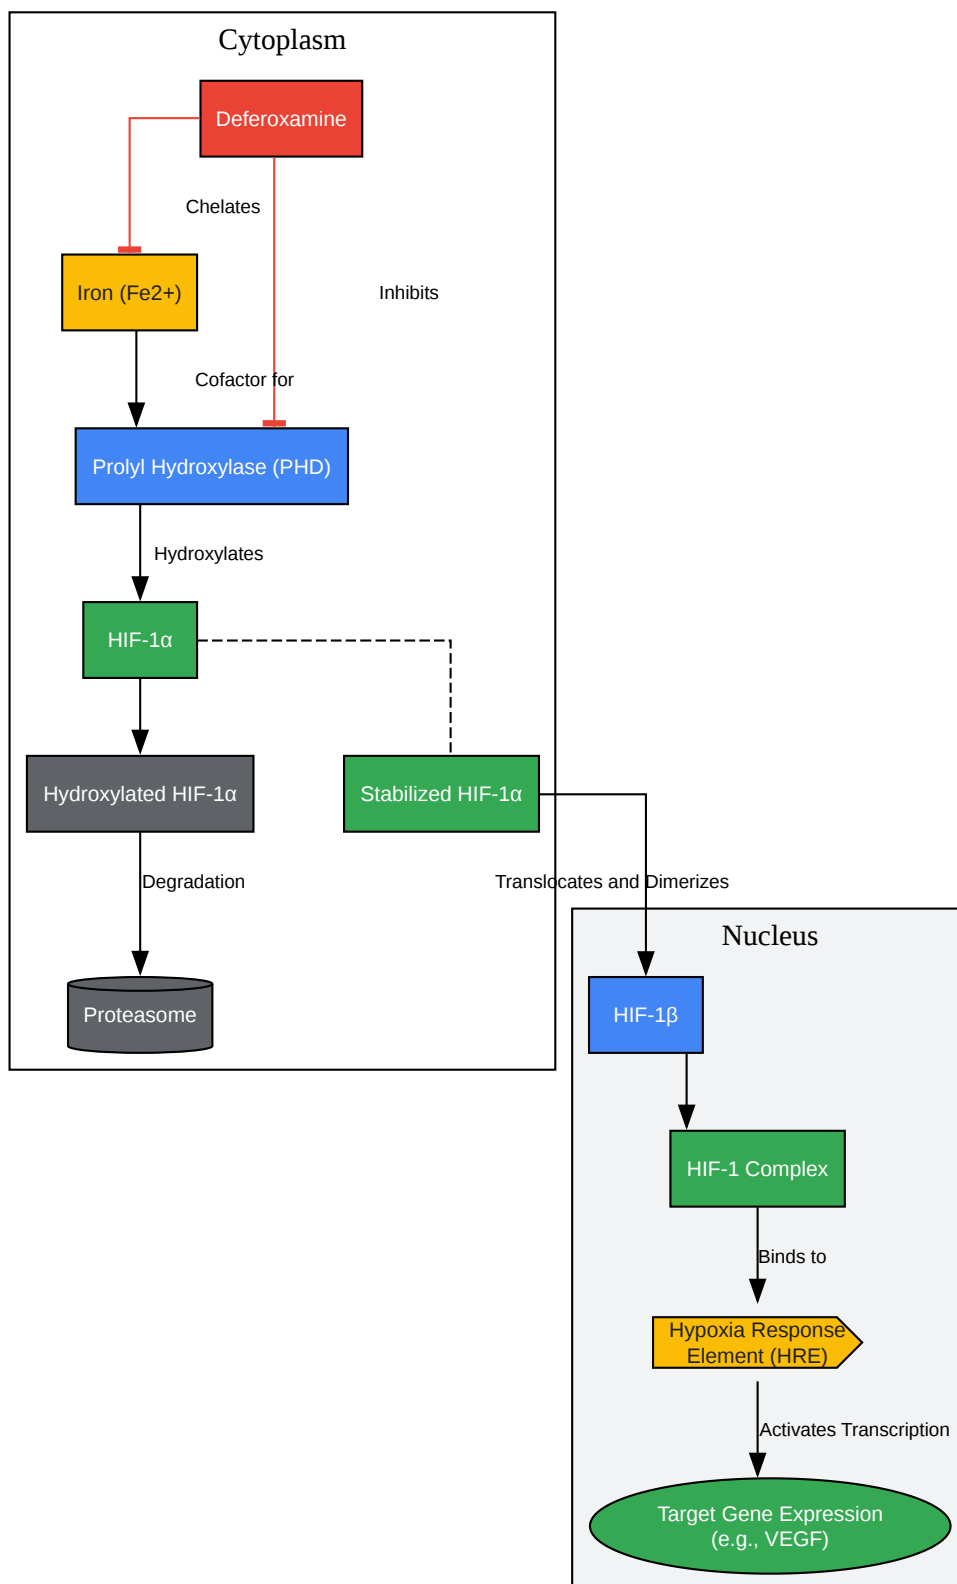 Cytoplasm
Deferoxamine
Chelates
Iron (Fe2+)
Inhibits
Cofactor for
Prolyl Hydroxylase (PHD)
Hydroxylates
HIF-1α
Hydroxylated HIF-1α
Stabilized HIF-1α
Degradation
Translocates and Dimerizes
Nucleus
Proteasome
HIF-1β
HIF-1 Complex
Binds to
Hypoxia Response
Element (HRE)
Activates Transcription
Target Gene Expression
(e.g., VEGF)